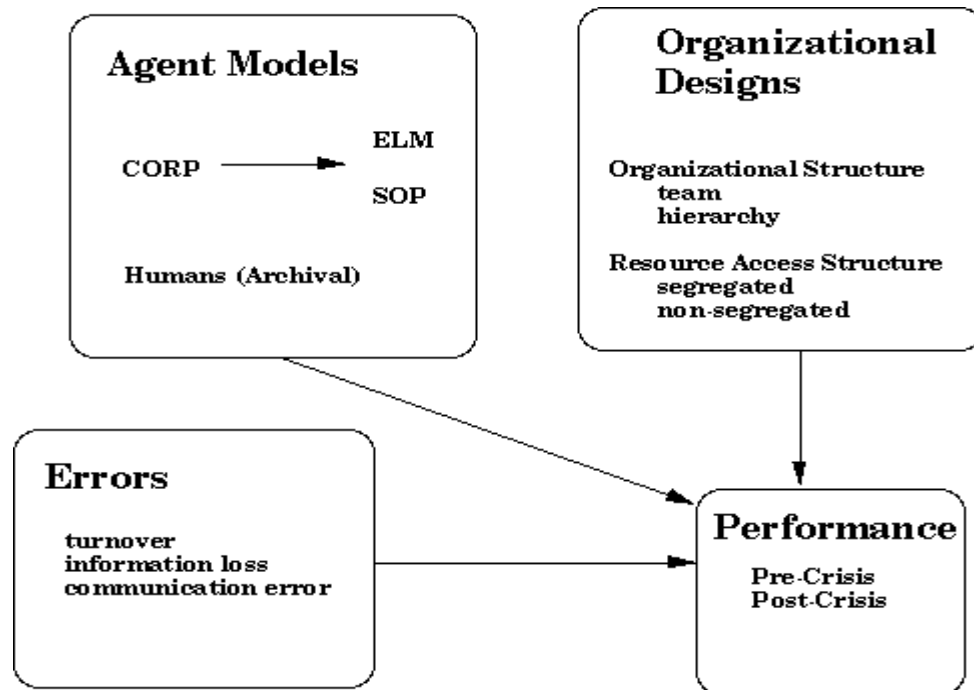 Agent Models
CORP
ELM
SOP
Humans (Archival)
Organizational
Designs
Organizational Structure
team
hierarchy
Resource Access Structure
segregated
non-segregated
Errors
turnover
information loss
communication error
Performance
Pre-Crisis
Post-Crisis